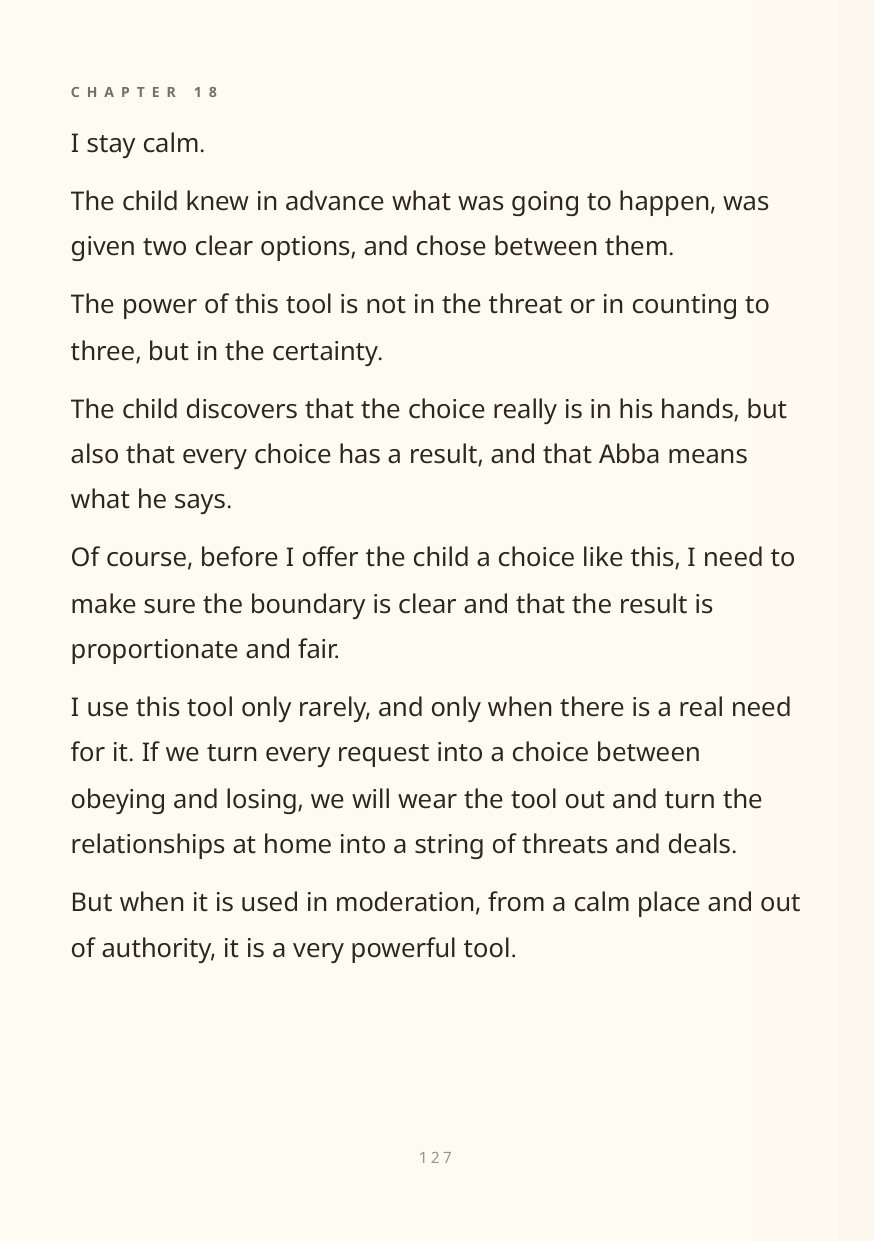 CHAPTER 18
I stay calm.
The child knew in advance what was going to happen, was
given two clear options, and chose between them.
The power of this tool is not in the threat or in counting to
three, but in the certainty.
The child discovers that the choice really is in his hands, but
also that every choice has a result, and that Abba means
what he says.
Of course, before I offer the child a choice like this, I need to
make sure the boundary is clear and that the result is
proportionate and fair.
I use this tool only rarely, and only when there is a real need
for it. If we turn every request into a choice between
obeying and losing, we will wear the tool out and turn the
relationships at home into a string of threats and deals.
But when it is used in moderation, from a calm place and out
of authority, it is a very powerful tool.
127